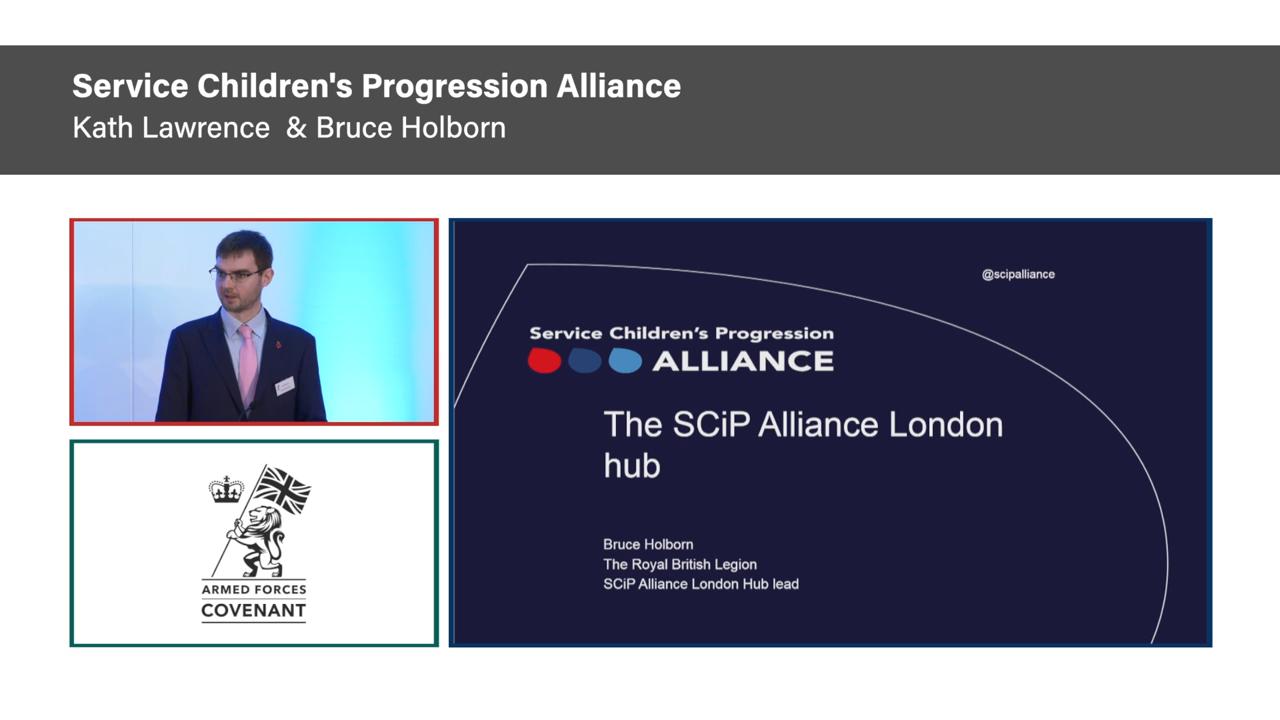 Service Children's Progression Alliance
Kath Lawrence & Bruce Holborn
@scipalliance
Service Children's Progression
ALLIANCE
The SCiP Alliance London
hub
Bruce Holborn
The Royal British Legion
SCiP Alliance London Hub lead
ARMED FORCES
COVENANT